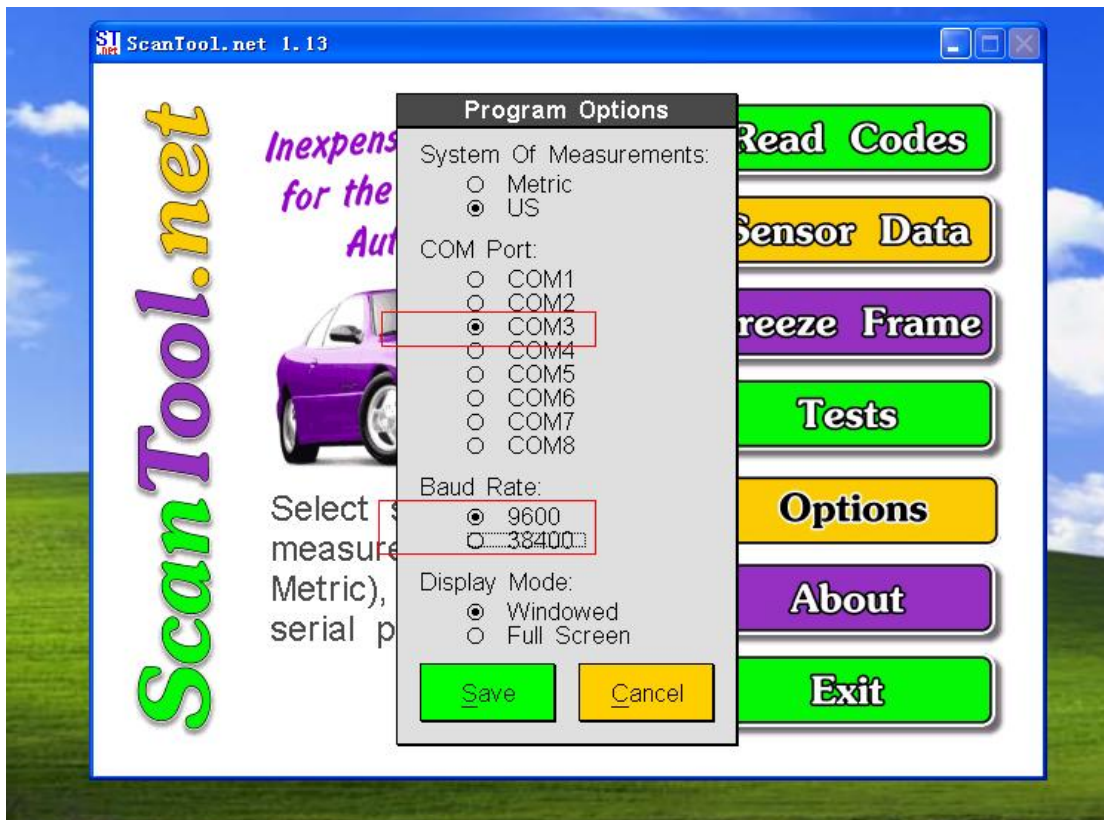 ScanTool.net 1.13
ScanTool.net
Inexpens
for the
Aut
Select s
measure
Metric),
serial p
Program Options
System Of Measurements:
Metric
US
COM Port:
COM1
COM2
COM3
COM4
COM5
COM6
COM7
COM8
Baud Rate:
9600
38400
Display Mode:
Windowed
Full Screen
Save
Cancel
Read Codes
Sensor Data
reeze Frame
Tests
Options
About
Exit